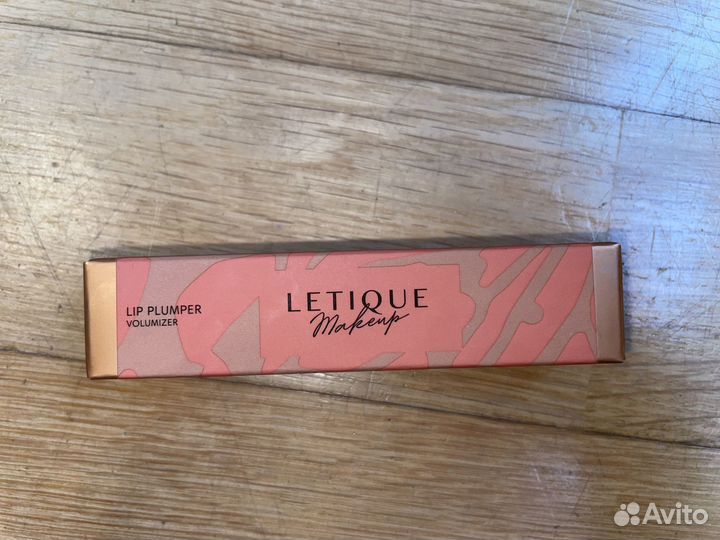 LIP PLUMPER
VOLUMIZER
LETIQUE
Makeup
Avito